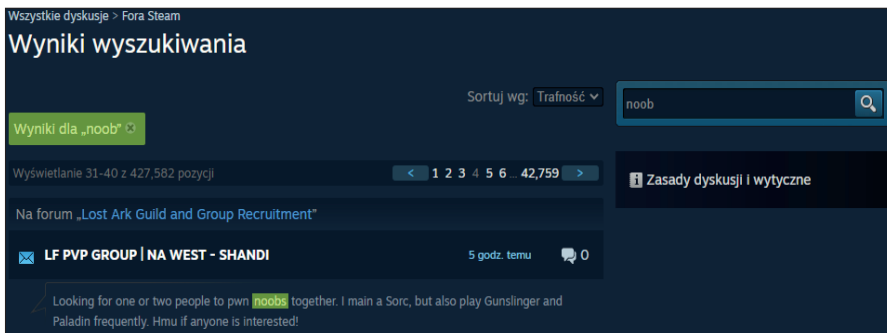 Wszystkie dyskusje > Fora Steam
Wyniki wyszukiwania
Sortuj wg: Trafność
noob
Wyniki dla „noob”
Wyświetlanie 31-40 z 427,582 pozycji
< 1 2 3 4 5 6 ... 42,759 >
Zasady dyskusji i wytyczne
Na forum „Lost Ark Guild and Group Recruitment”
LF PVP GROUP | NA WEST - SHANDI
5 godz. temu
0
Looking for one or two people to pwn noobs together. I main a Sorc, but also play Gunslinger and
Paladin frequently. Hmu if anyone is interested!